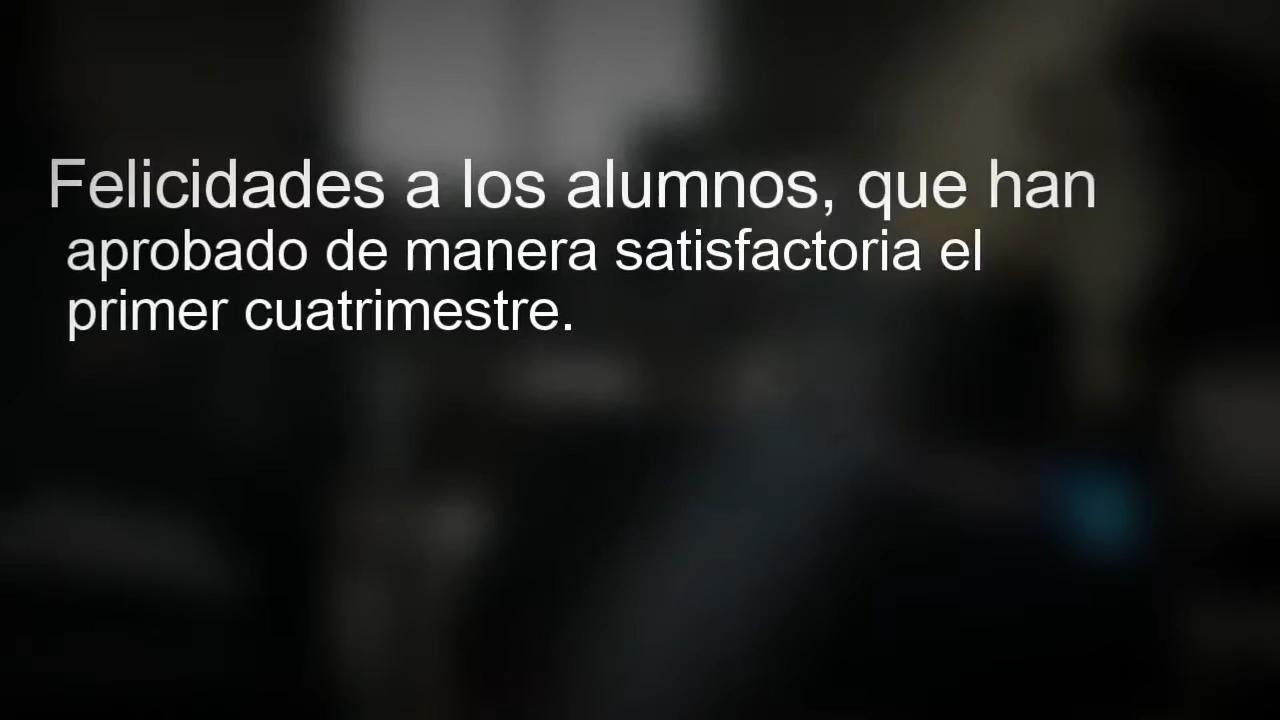 Felicidades a los alumnos, que han
aprobado de manera satisfactoria el
primer cuatrimestre.